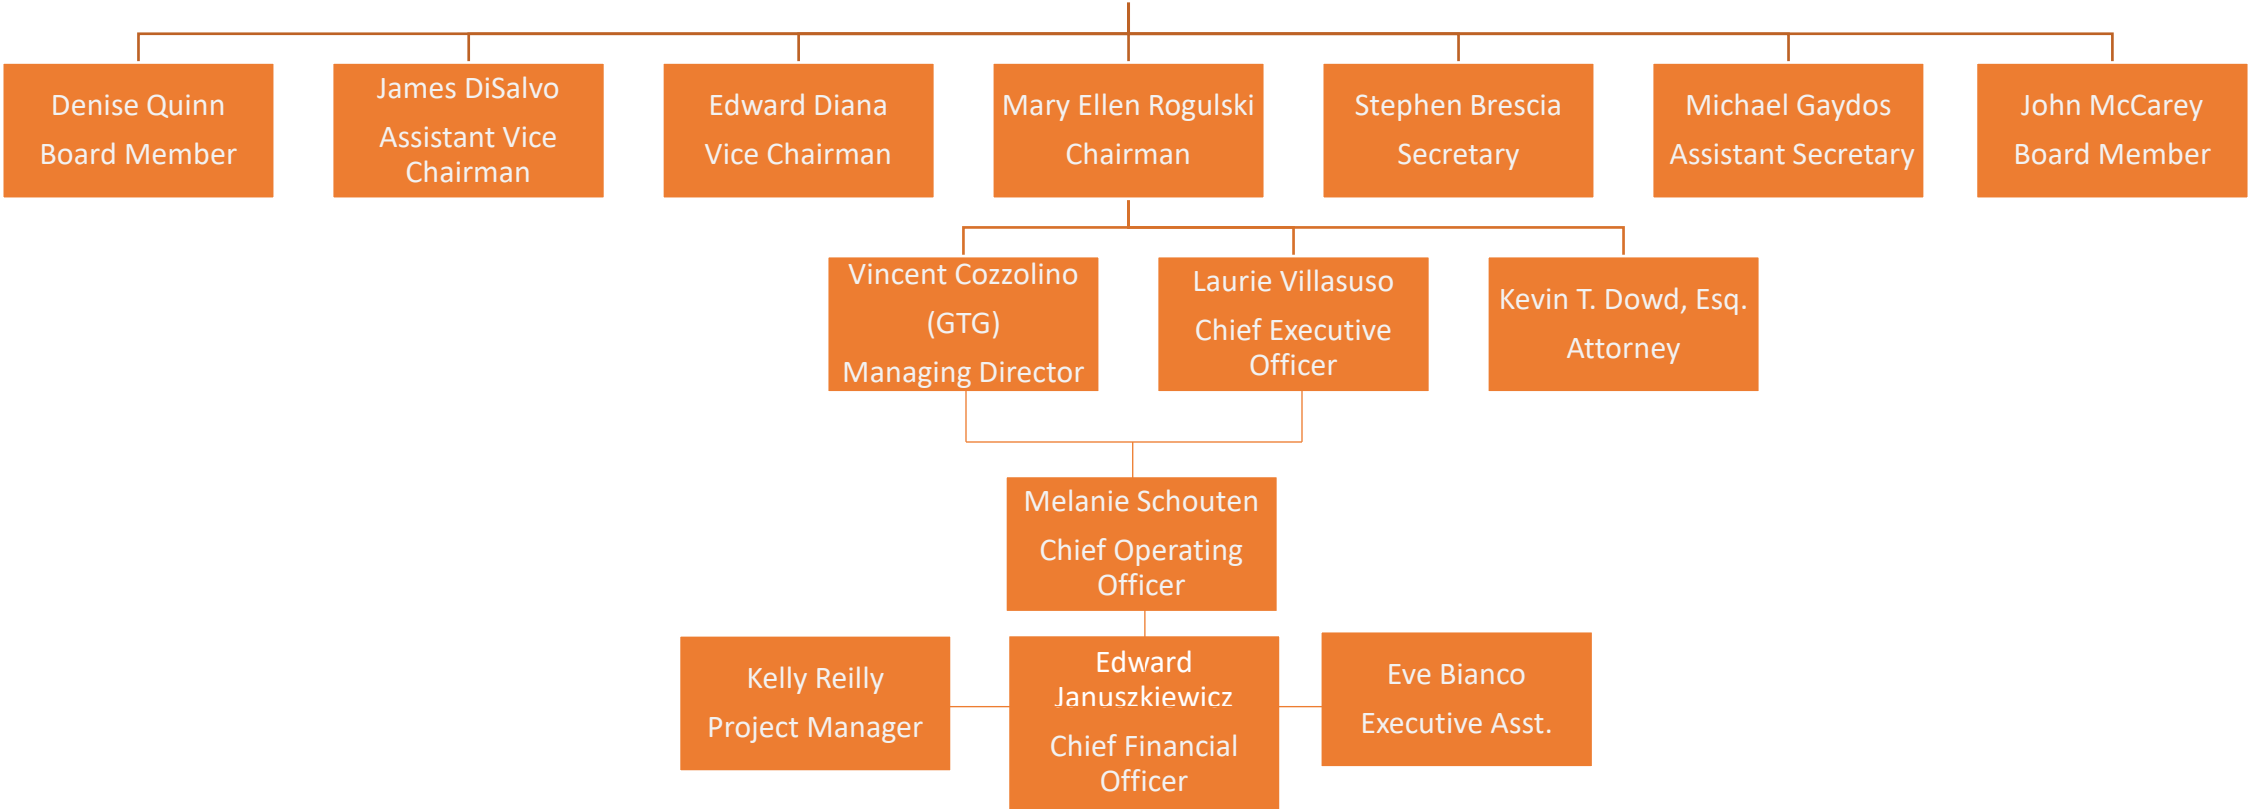 Denise Quinn
Board Member
James DiSalvo
Assistant Vice
Chairman
Edward Diana
Vice Chairman
Mary Ellen Rogulski
Chairman
Stephen Brescia
Secretary
Michael Gaydos
Assistant Secretary
John McCarey
Board Member
Vincent Cozzolino
(GTG)
Managing Director
Laurie Villasuso
Chief Executive
Officer
Kevin T. Dowd, Esq.
Attorney
Melanie Schouten
Chief Operating
Officer
Kelly Reilly
Project Manager
Edward
Januszkiewicz
Chief Financial
Officer
Eve Bianco
Executive Asst.